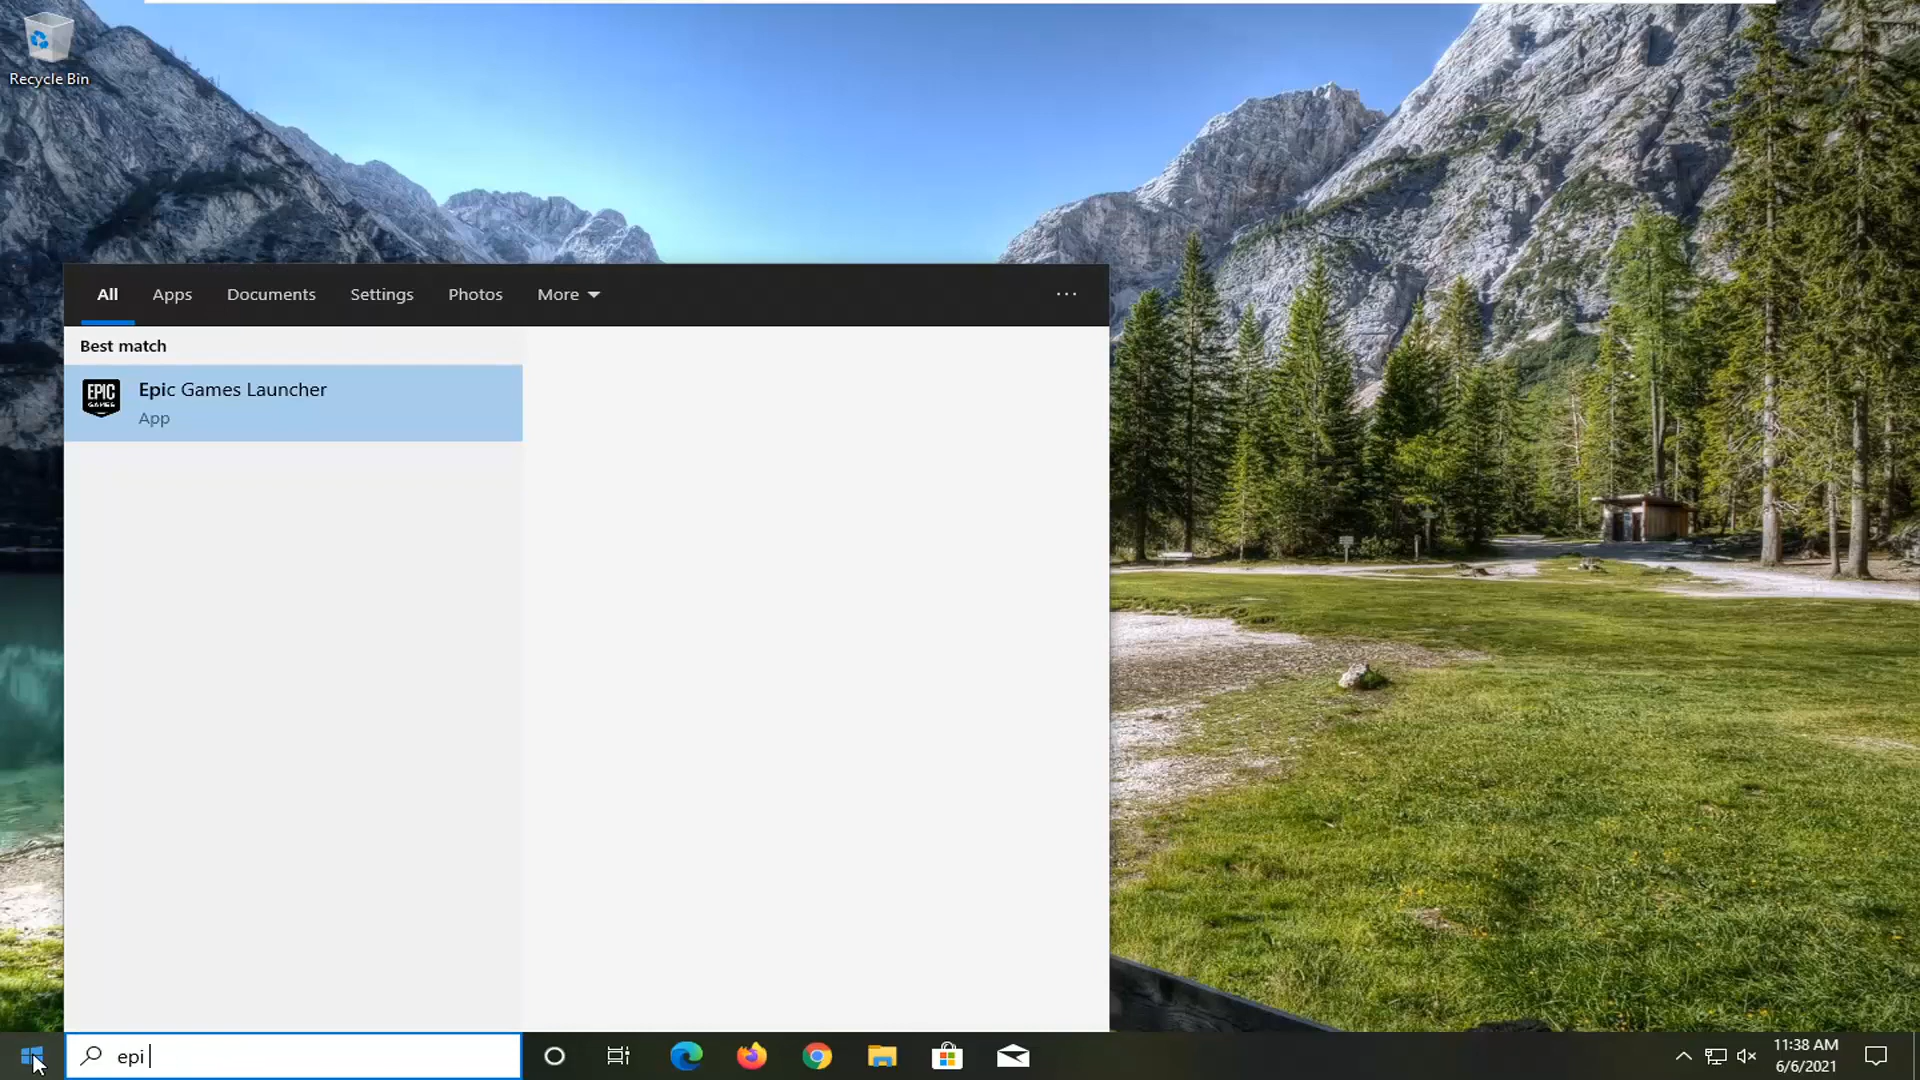 Recycle Bin
All Apps Documents Settings Photos More ...
Best match
EPIC
GAMES
Epic Games Launcher
App
epi
11:38 AM
6/6/2021